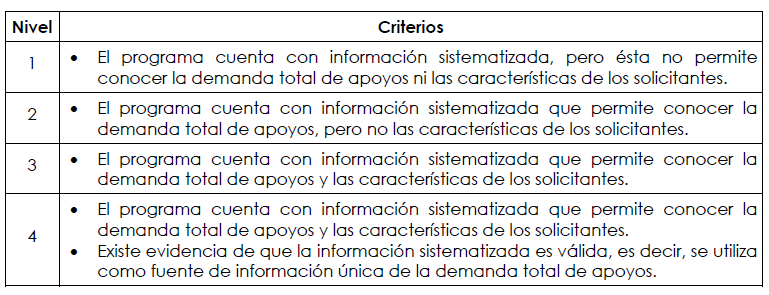 Nivel Criterios
1
• El programa cuenta con información sistematizada, pero ésta no permite
conocer la demanda total de apoyos ni las características de los solicitantes.
2
• El programa cuenta con información sistematizada que permite conocer la
demanda total de apoyos, pero no las características de los solicitantes.
3
• El programa cuenta con información sistematizada que permite conocer la
demanda total de apoyos y las características de los solicitantes.
4
• El programa cuenta con información sistematizada que permite conocer la
demanda total de apoyos y las características de los solicitantes.
• Existe evidencia de que la información sistematizada es válida, es decir, se utiliza
como fuente de información única de la demanda total de apoyos.